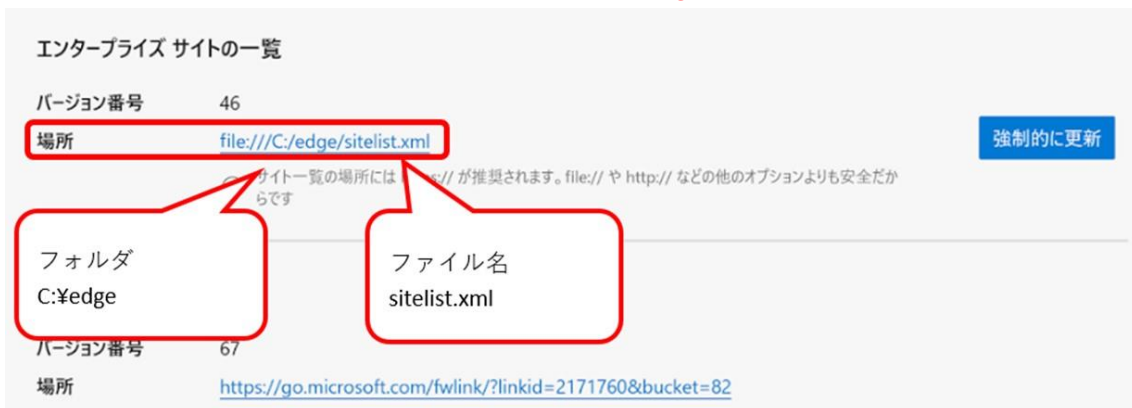 エンタープライズ サイトの一覧
バージョン番号 46
場所 file:///C:/edge/sitelist.xml
強制的に更新
サイト一覧の場所には :// が推奨されます。file:// や http:// などの他のオプションよりも安全だか
らです
フォルダ
C:¥edge
ファイル名
sitelist.xml
バージョン番号 67
場所 https://go.microsoft.com/fwlink/?linkid=2171760&bucket=82